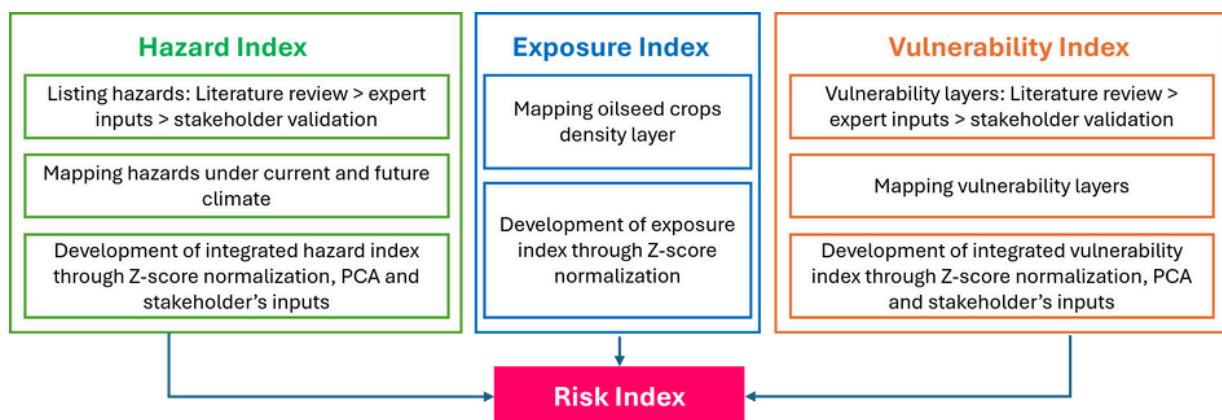 Hazard Index
Listing hazards: Literature review > expert
inputs > stakeholder validation
Mapping hazards under current and future
climate
Development of integrated hazard index
through Z-score normalization, PCA and
stakeholder's inputs
Exposure Index
Mapping oilseed crops
density layer
Development of exposure
index through Z-score
normalization
Vulnerability Index
Vulnerability layers: Literature review >
expert inputs > stakeholder validation
Mapping vulnerability layers
Development of integrated vulnerability
index through Z-score normalization, PCA
and stakeholder's inputs
Risk Index